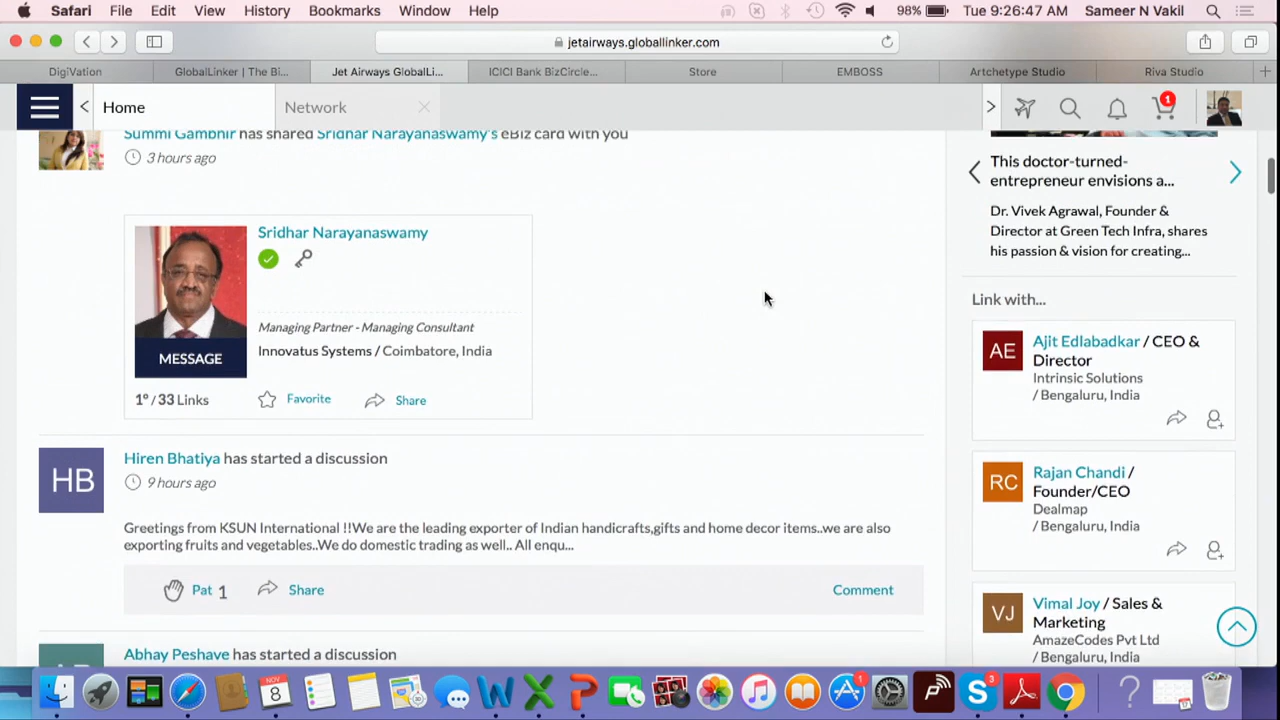 Safari File Edit View History Bookmarks Window Help 98% Tue 9:26:47 AM Sameer N Vakil
jetairways.globallinker.com
DigiVation GlobalLinker | The Bi... Jet Airways GlobalLi... ICICI Bank BizCircle... Store EMBOSS Artchetype Studio Riva Studio
Home Network 1
Summi Gambhir has shared Sridhar Narayanaswamy's eBiz card with you
3 hours ago
Sridhar Narayanaswamy
Managing Partner - Managing Consultant
Innovatus Systems / Coimbatore, India
MESSAGE
1° / 33 Links Favorite Share
HB
Hiren Bhatiya has started a discussion
9 hours ago
Greetings from KSUN International !!We are the leading exporter of Indian handicrafts,gifts and home decor items..we are also
exporting fruits and vegetables..We do domestic trading as well.. All enqu...
Pat 1 Share Comment
Abhay Peshave has started a discussion
This doctor-turned-
entrepreneur envisions a...
Dr. Vivek Agrawal, Founder &
Director at Green Tech Infra, shares
his passion & vision for creating...
Link with...
AE
Ajit Edlabadkar / CEO &
Director
Intrinsic Solutions
/ Bengaluru, India
RC
Rajan Chandi /
Founder/CEO
Dealmap
/ Bengaluru, India
VJ
Vimal Joy / Sales &
Marketing
AmazeCodes Pvt Ltd
/ Bengaluru, India
NOV
8
1
3